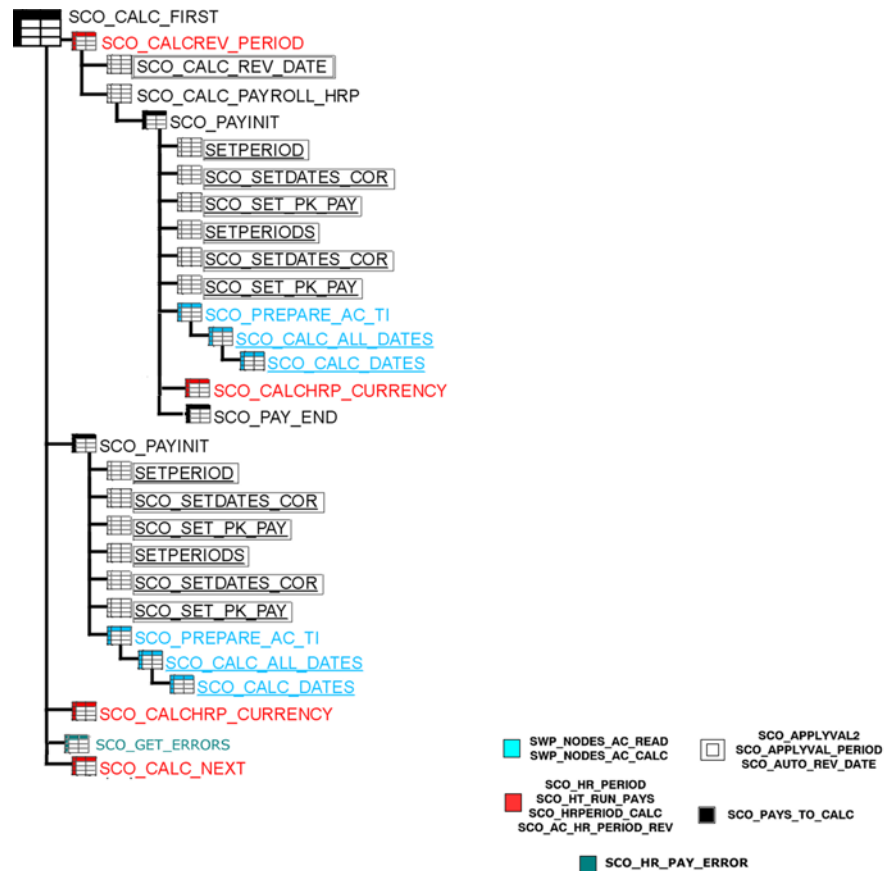 SCO_CALC_FIRST
SCO_CALCREV_PERIOD
SCO_CALC_REV_DATE
SCO_CALC_PAYROLL_HRP
SCO_PAYINIT
SETPERIOD
SCO_SETDATES_COR
SCO_SET_PK_PAY
SETPERIODS
SCO_SETDATES_COR
SCO_SET_PK_PAY
SCO_PREPARE_AC_TI
SCO_CALC_ALL_DATES
SCO_CALC_DATES
SCO_CALCHRP_CURRENCY
SCO_PAY_END
SCO_PAYINIT
SETPERIOD
SCO_SETDATES_COR
SCO_SET_PK_PAY
SETPERIODS
SCO_SETDATES_COR
SCO_SET_PK_PAY
SCO_PREPARE_AC_TI
SCO_CALC_ALL_DATES
SCO_CALC_DATES
SCO_CALCHRP_CURRENCY
SCO_GET_ERRORS
SCO_CALC_NEXT
SWP_NODES_AC_READ
SWP_NODES_AC_CALC
SCO_APPLYVAL2
SCO_APPLYVAL_PERIOD
SCO_AUTO_REV_DATE
SCO_HR_PERIOD
SCO_HT_RUN_PAYS
SCO_HRPERIOD_CALC
SCO_AC_HR_PERIOD_REV
SCO_PAYS_TO_CALC
SCO_HR_PAY_ERROR